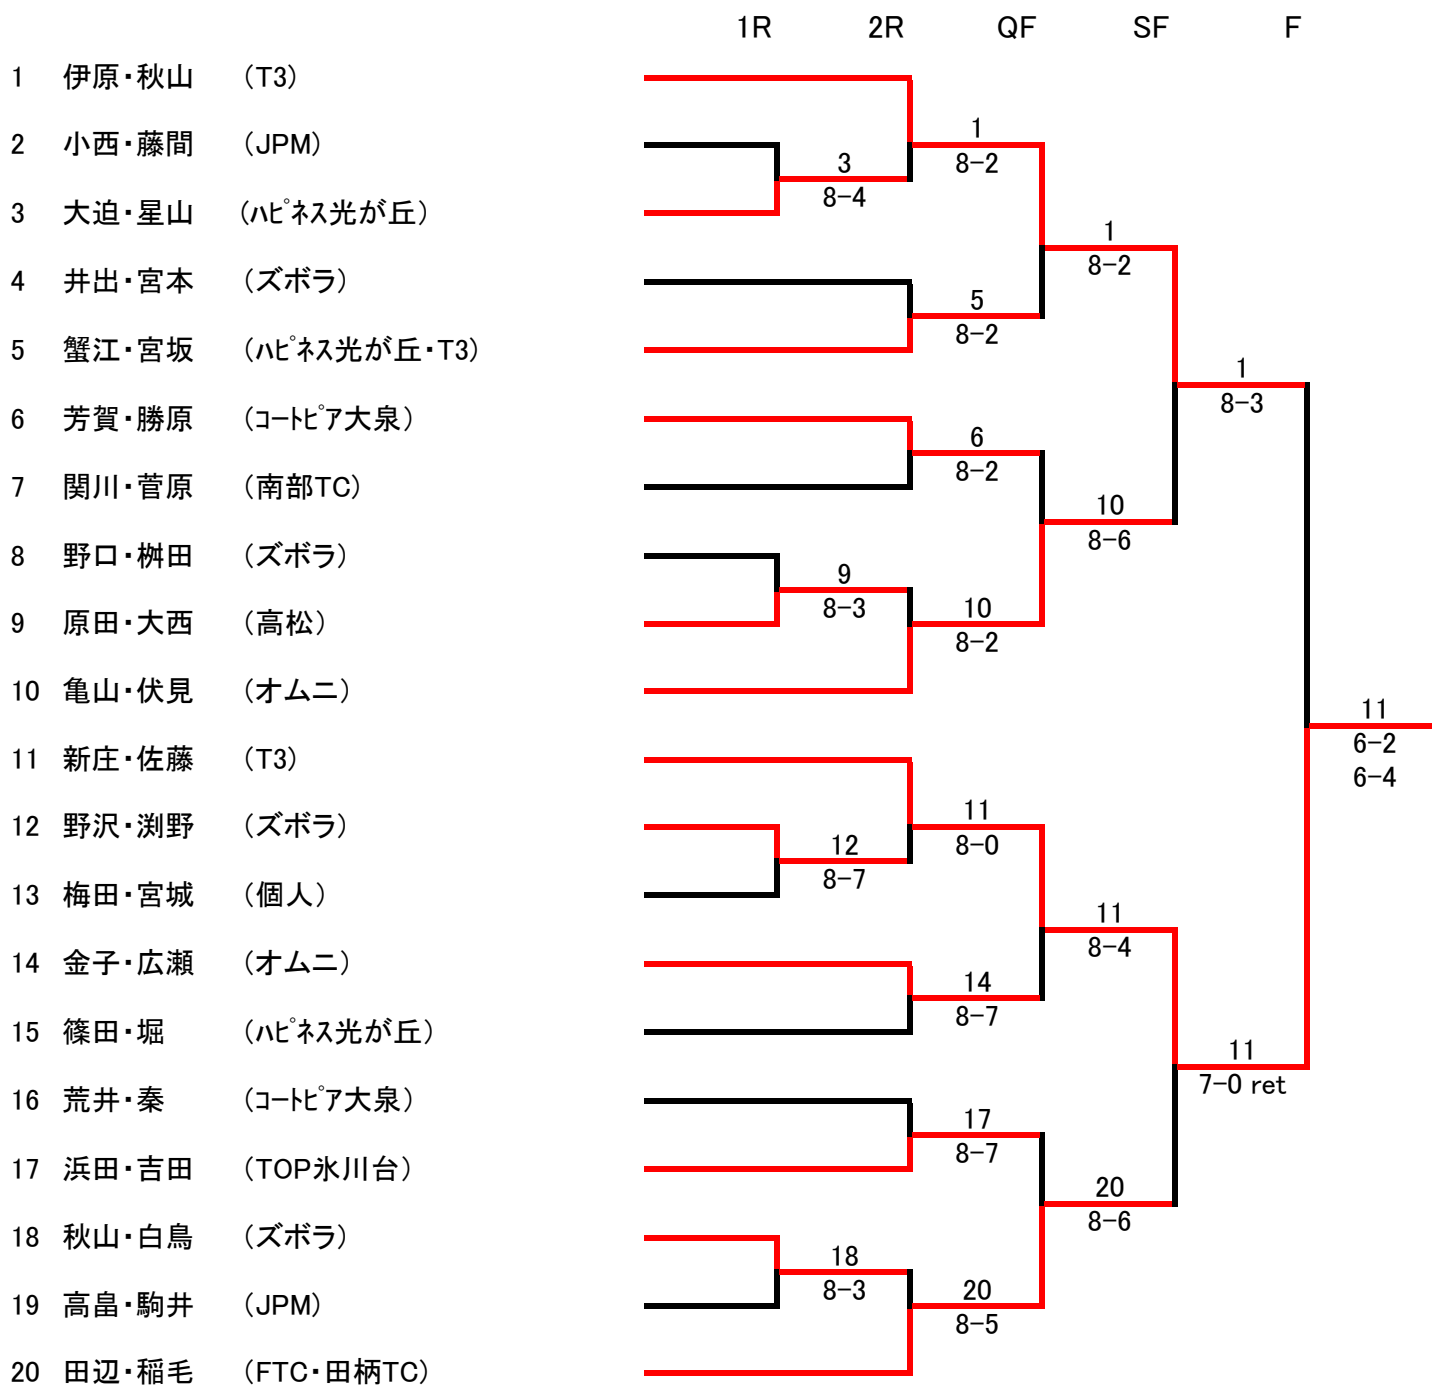 1R 2R QF SF F
1 伊原・秋山 （T3）
1
2 小西・藤間 （JPM）
3
8-2
8-4
3 大迫・星山 （ﾊﾋﾟﾈｽ光が丘）
1
8-2
4 井出・宮本 （ズボラ）
5
8-2
5 蟹江・宮坂 （ﾊﾋﾟﾈｽ光が丘・T3）
1
8-3
6 芳賀・勝原 （ｺｰﾄﾋﾟｱ大泉）
6
8-2
7 関川・菅原 （南部TC）
10
8-6
8 野口・桝田 （ズボラ）
9
8-3
10
9 原田・大西 （高松）
8-2
10 亀山・伏見 （オムニ）
11
6-2
11 新庄・佐藤 （T3）
6-4
11
12 野沢・渕野 （ズボラ）
12
8-0
8-7
13 梅田・宮城 （個人）
11
8-4
14 金子・広瀬 （オムニ）
14
8-7
15 篠田・堀 （ﾊﾋﾟﾈｽ光が丘）
11
7-0 ret
16 荒井・秦 （ｺｰﾄﾋﾟｱ大泉）
17
8-7
17 浜田・吉田 （TOP氷川台）
20
8-6
18 秋山・白鳥 （ズボラ）
18
8-3
20
19 高畠・駒井 （JPM）
8-5
20 田辺・稲毛 （FTC・田柄TC）